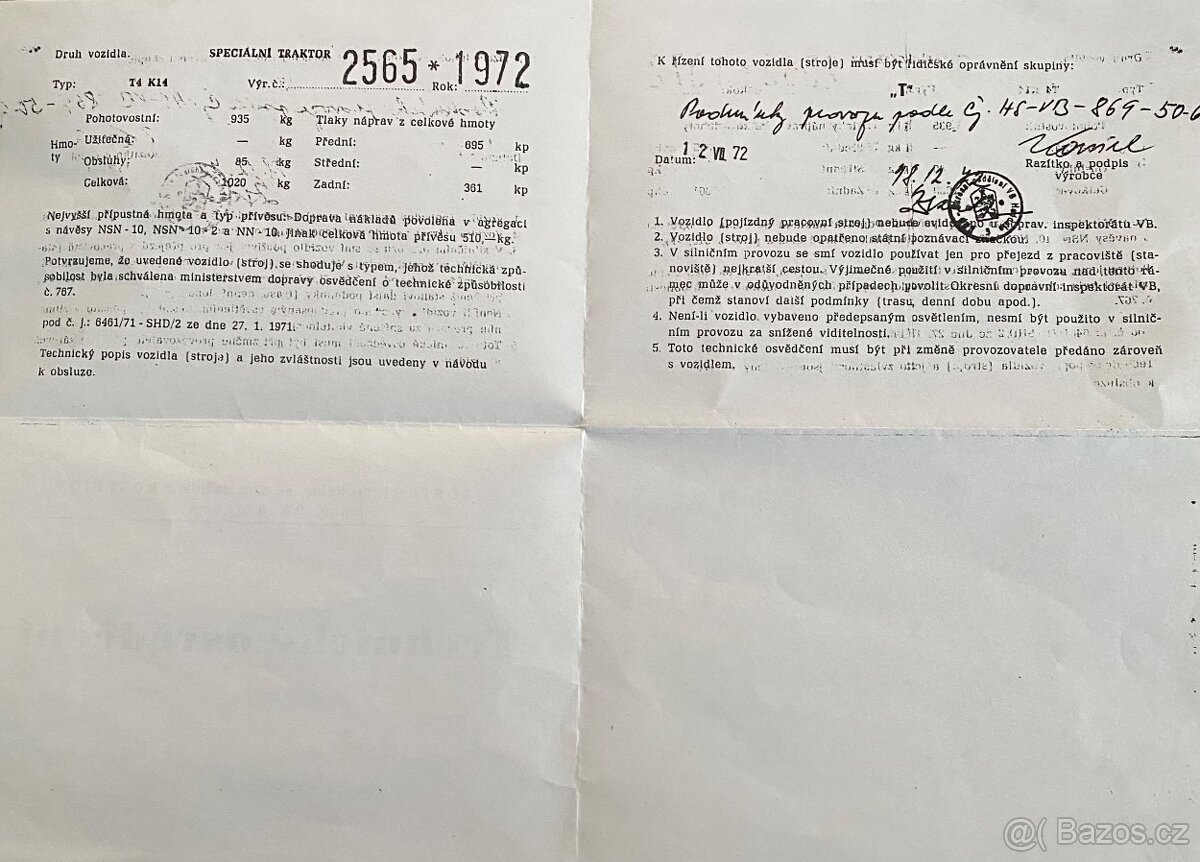 Druh vozidla. SPECIÁLNÍ TRAKTOR
Typ: T4 K14 Výr. č.: 2565 * Rok: 1972
Pohotovostní: 935 kg Tlaky náprav z celkové hmoty
Hmoty Užitečná: — kg Přední: 695 kp
Obsluhy: 85 kg Střední: — kp
Celková: 1020 kg Zadní: 361 kp
Nejvyšší přípustná hmota a typ přívěsu: Doprava nákladů povolena v agregaci
s návěsy NSN - 10, NSN - 10 - 2 a NN - 10. Jinak celková hmota přívěsu 510,— kg.
Potvrzujeme, že uvedené vozidlo (stroj) se shoduje s typem, jehož technická způ-
sobilost byla schválena ministerstvem dopravy osvědčení o technické způsobilosti
č. 767.
pod č. j.: 6461/71 - SHD/2 ze dne 27. 1. 1971.
Technický popis vozidla (stroje) a jeho zvláštnosti jsou uvedeny v návodu
k obsluze.
K řízení tohoto vozidla (stroje) musí být řidičské oprávnění skupiny:
„T"
Podmínky provozu podle čj. HS-VB-869-50-6
Datum: 1 2 VII. 72
Razítko a podpis
výrobce
19.12.
1. Vozidlo (pojízdný pracovní stroj) nebude evidováno u doprav. inspektorátu VB.
2. Vozidlo (stroj) nebude opatřeno státní poznávací značkou.
3. V silničním provozu se smí vozidlo používat jen pro přejezd z pracoviště (sta-
noviště) nejkratší cestou. Výjimečné použití v silničním provozu nad tento rá-
mec může v odůvodněných případech povolit Okresní dopravní inspektorát VB,
při čemž stanoví další podmínky (trasu, denní dobu apod.).
4. Není-li vozidlo vybaveno předepsaným osvětlením, nesmí být použito v silnič-
ním provozu za snížené viditelnosti.
5. Toto technické osvědčení musí být při změně provozovatele předáno zároveň
s vozidlem.
@( Bazos.cz